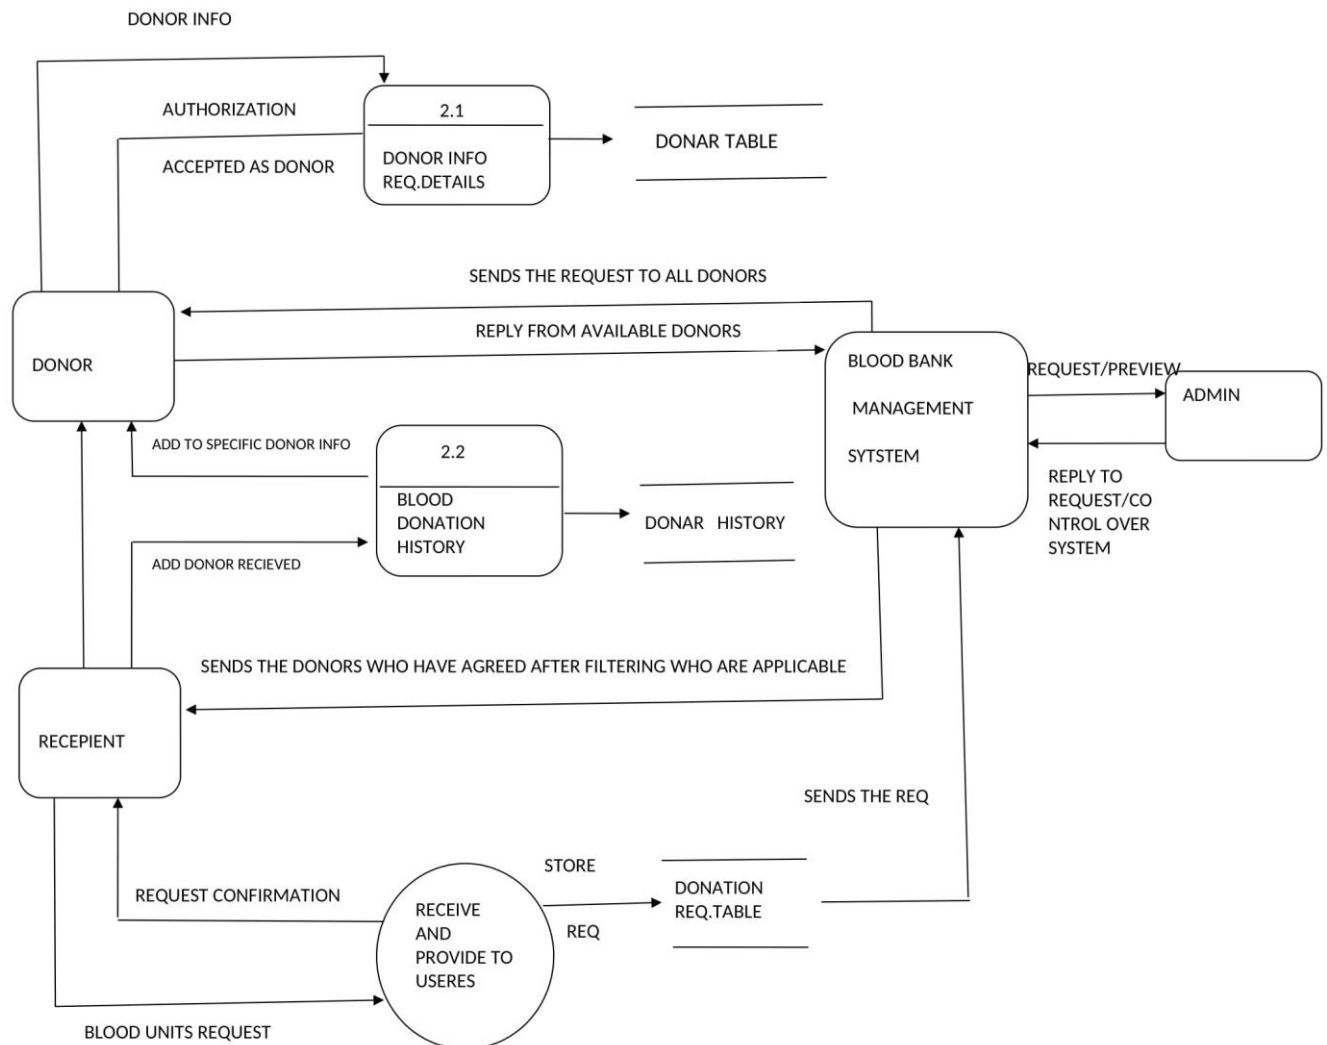 DONOR INFO
AUTHORIZATION
2.1
ACCEPTED AS DONOR
DONOR INFO
REQ.DETAILS
DONAR TABLE
SENDS THE REQUEST TO ALL DONORS
REPLY FROM AVAILABLE DONORS
DONOR
BLOOD BANK
MANAGEMENT
SYTSTEM
REQUEST/PREVIEW
ADMIN
REPLY TO
REQUEST/CO
NTROL OVER
SYSTEM
ADD TO SPECIFIC DONOR INFO
2.2
BLOOD
DONATION
HISTORY
DONAR HISTORY
ADD DONOR RECIEVED
SENDS THE DONORS WHO HAVE AGREED AFTER FILTERING WHO ARE APPLICABLE
RECEPIENT
SENDS THE REQ
REQUEST CONFIRMATION
RECEIVE
AND
PROVIDE TO
USERES
STORE
REQ
DONATION
REQ.TABLE
BLOOD UNITS REQUEST